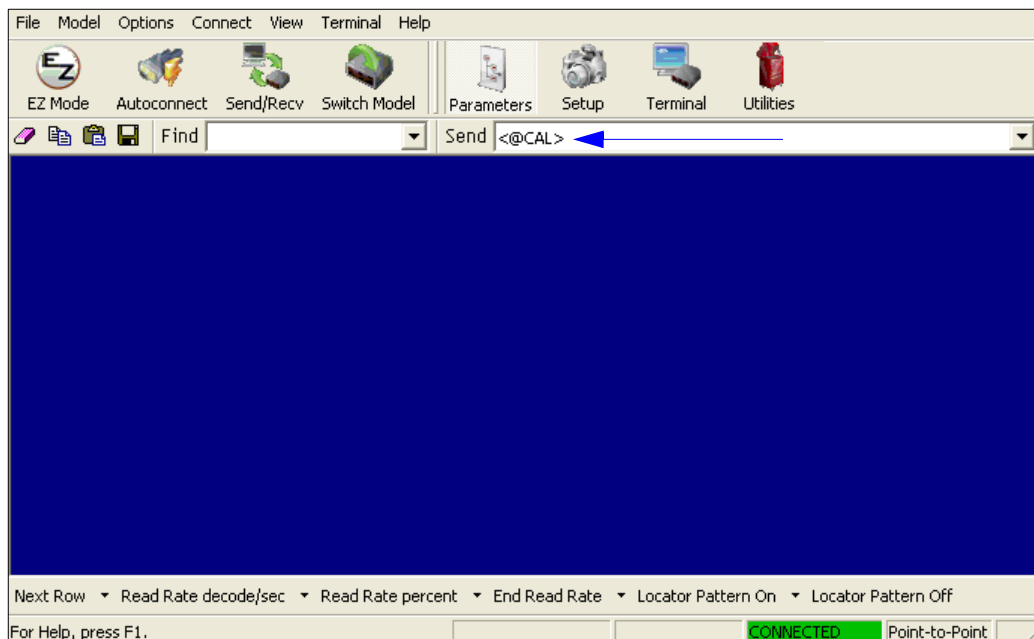 File Model Options Connect View Terminal Help
EZ
EZ Mode Autoconnect Send/Recv Switch Model Parameters Setup Terminal Utilities
Find Send <@CAL>
Next Row Read Rate decode/sec Read Rate percent End Read Rate Locator Pattern On Locator Pattern Off
For Help, press F1. CONNECTED Point-to-Point